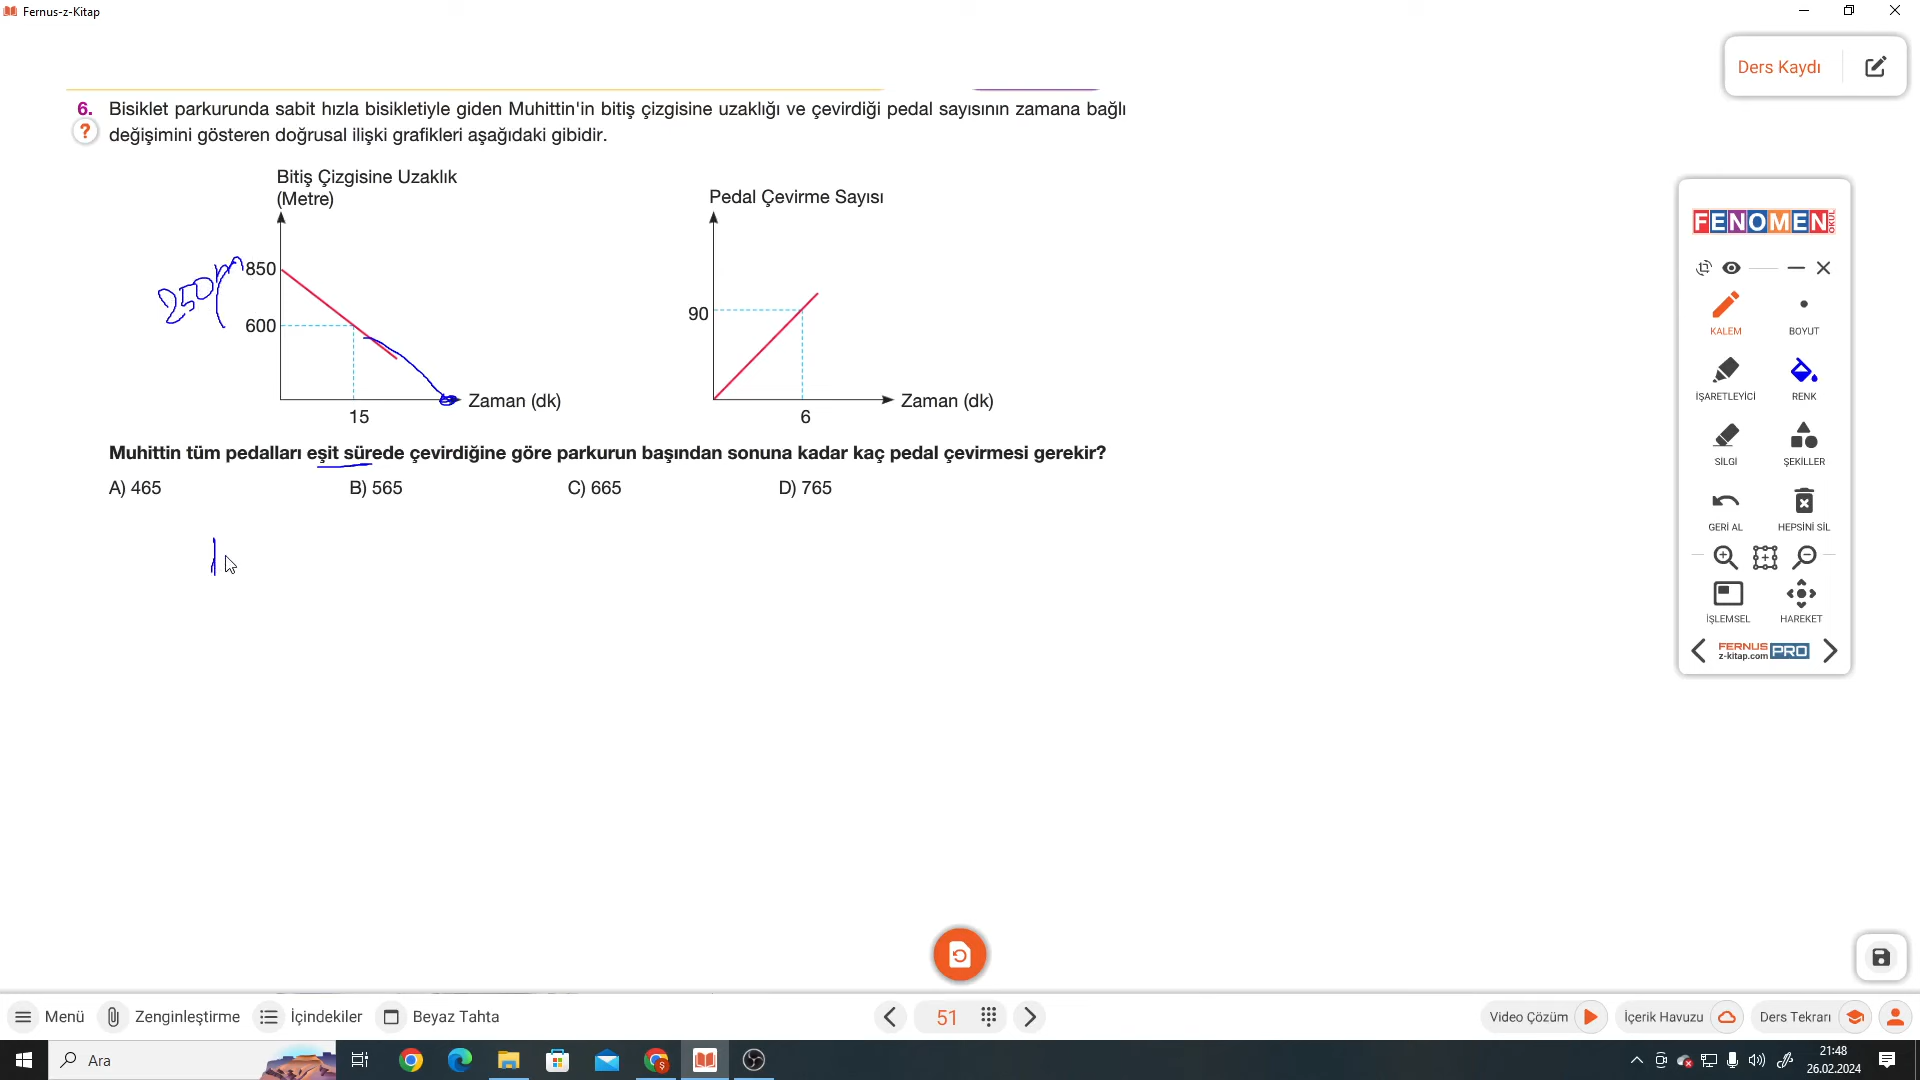 Fernus-z-Kitap
Ders Kaydı
6. Bisiklet parkurunda sabit hızla bisikletiyle giden Muhittin'in bitiş çizgisine uzaklığı ve çevirdiği pedal sayısının zamana bağlı
? değişimini gösteren doğrusal ilişki grafikleri aşağıdaki gibidir.
Bitiş Çizgisine Uzaklık
(Metre)
850
600
250m
15
Zaman (dk)
Pedal Çevirme Sayısı
90
6
Zaman (dk)
Muhittin tüm pedalları eşit sürede çevirdiğine göre parkurun başından sonuna kadar kaç pedal çevirmesi gerekir?
A) 465 B) 565 C) 665 D) 765
FENOMEN OKUL
KALEM BOYUT
İŞARETLEYİCİ RENK
SİLGİ ŞEKİLLER
GERİ AL HEPSİNİ SİL
İŞLEMSEL HAREKET
FERNUS
z-kitap.com PRO
Menü Zenginleştirme İçindekiler Beyaz Tahta 51 Video Çözüm İçerik Havuzu Ders Tekrarı
Ara
21:48
26.02.2024